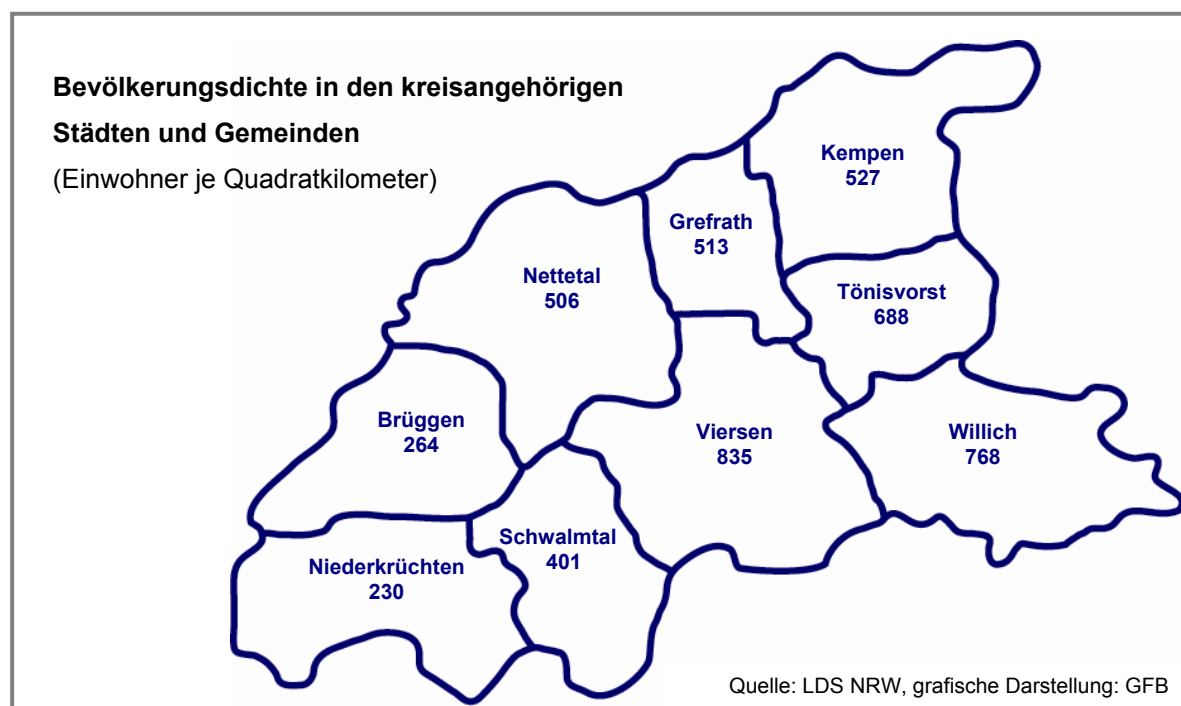 Bevölkerungsdichte in den kreisangehörigen
Städten und Gemeinden
(Einwohner je Quadratkilometer)
Kempen
527
Grefrath
513
Nettetal
506
Tönisvorst
688
Brüggen
264
Viersen
835
Willich
768
Schwalmtal
401
Niederkrüchten
230
Quelle: LDS NRW, grafische Darstellung: GFB